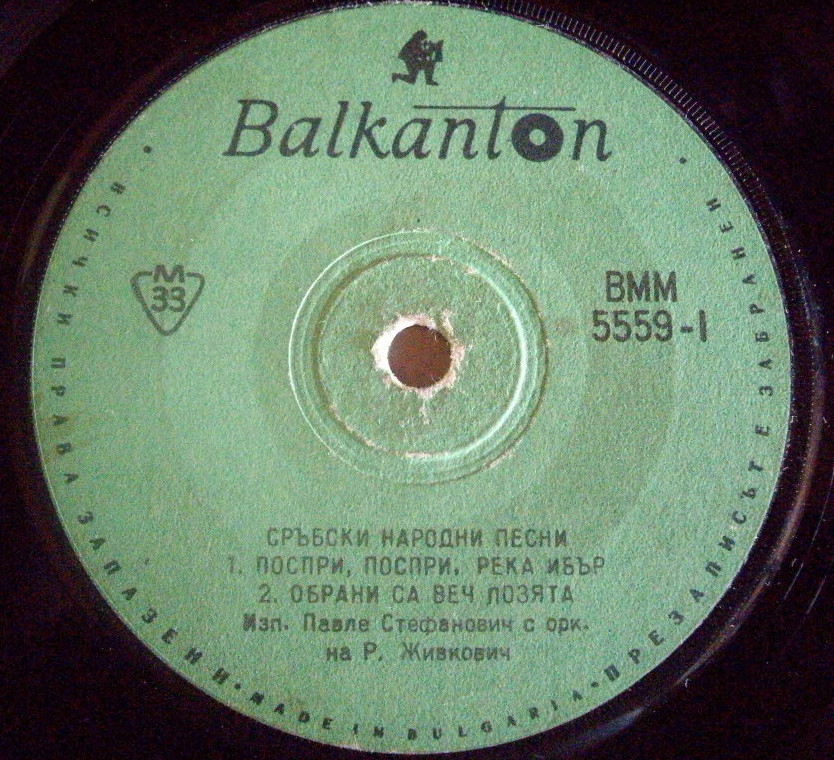 Balkanton
М
33
ВММ
5559-I
СРЪБСКИ НАРОДНИ ПЕСНИ
1. ПОСПРИ, ПОСПРИ, РЕКА ИБЪР
2. ОБРАНИ СА ВЕЧ ЛОЗЯТА
Изп. Павле Стефанович с орк.
на Р. Живкович
• ВСИЧКИ ПРАВА ЗАПАЗЕНИ • MADE IN BULGARIA • ПРЕЗАПИСЪТ Е ЗАБРАНЕН •